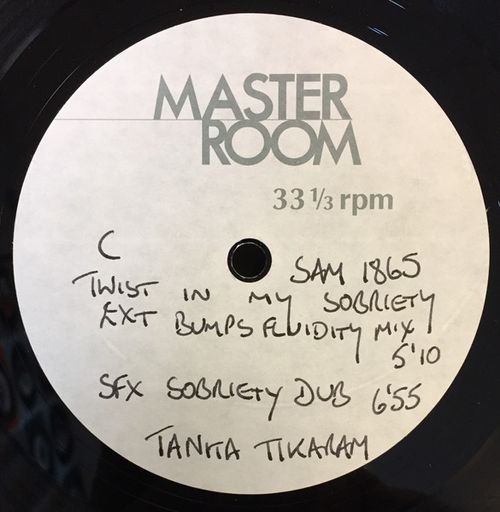 MASTER
ROOM
33 1/3 rpm
C
SAM 1865
TWIST IN MY SOBRIETY
EXT BUMPS FLUIDITY MIX
5'10
SFX SOBRIETY DUB 6'55
TANITA TIKARAM